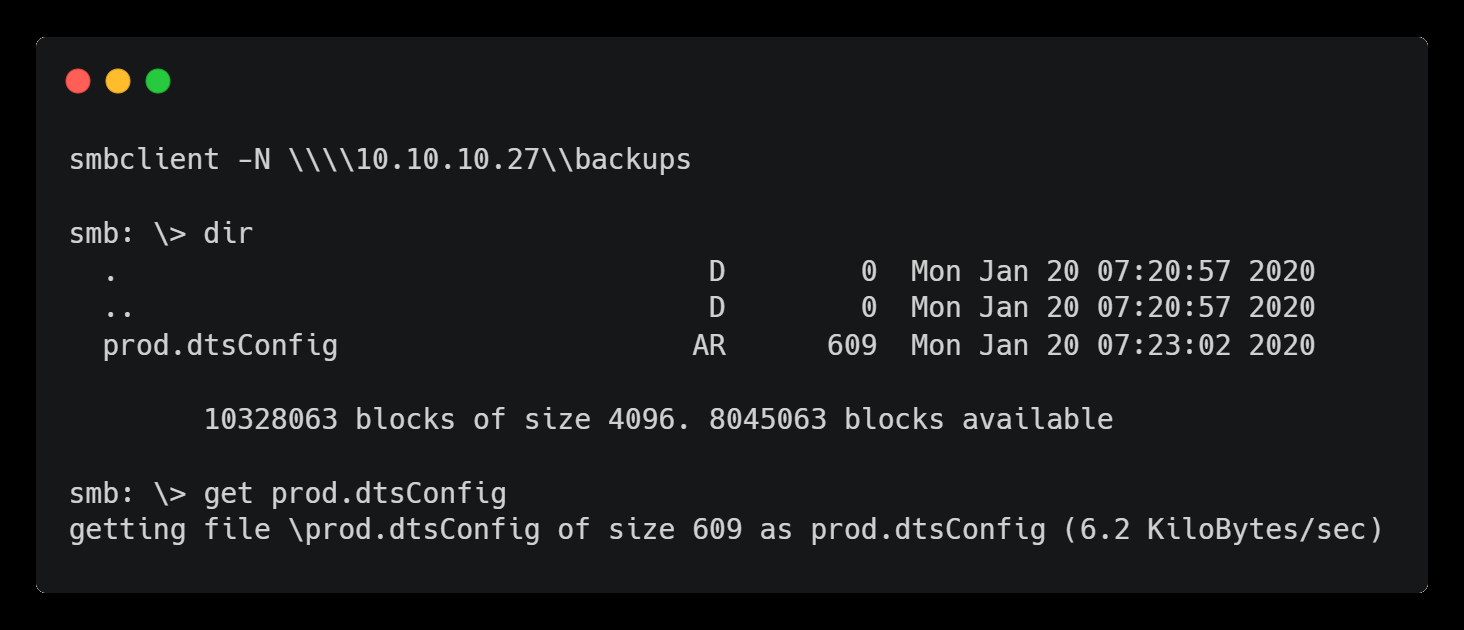 smbclient -N \\\\10.10.10.27\\backups
smb: \> dir
. D 0 Mon Jan 20 07:20:57 2020
.. D 0 Mon Jan 20 07:20:57 2020
prod.dtsConfig AR 609 Mon Jan 20 07:23:02 2020
10328063 blocks of size 4096. 8045063 blocks available
smb: \> get prod.dtsConfig
getting file \prod.dtsConfig of size 609 as prod.dtsConfig (6.2 KiloBytes/sec)